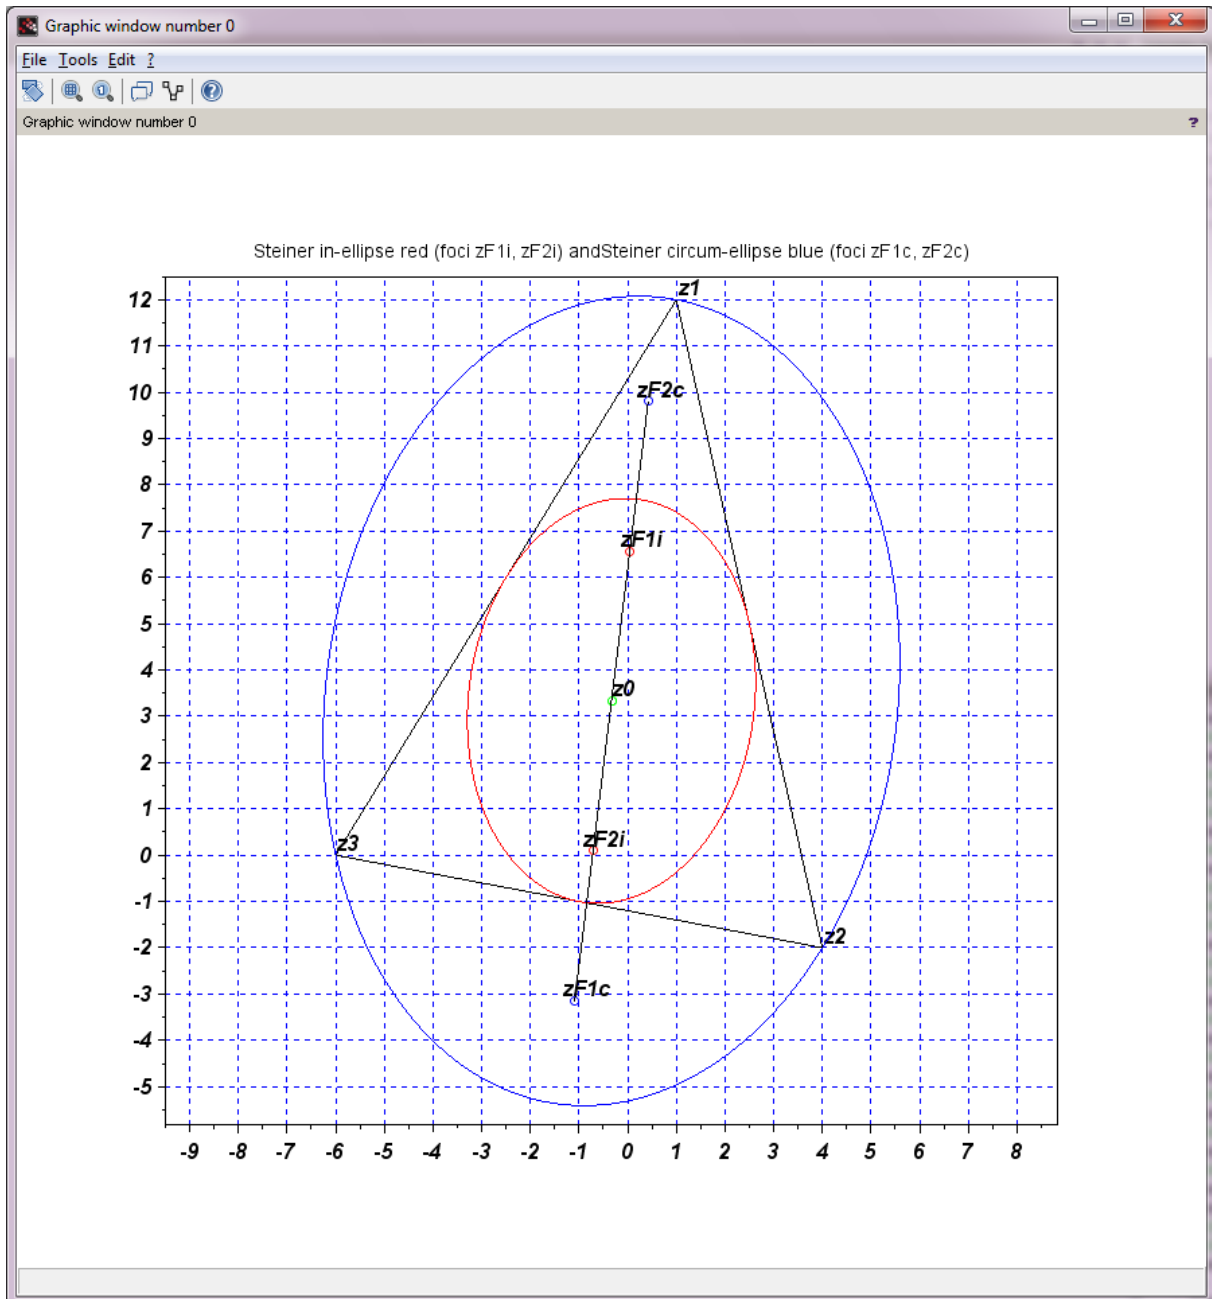 Graphic window number 0
File Tools Edit ?
Graphic window number 0 ?
Steiner in-ellipse red (foci zF1i, zF2i) andSteiner circum-ellipse blue (foci zF1c, zF2c)
z1
12
11
zF2c
10
9
8
7
zF1i
6
5
4
z0
3
2
1
zF2i
z3
0
-1
z2
-2
zF1c
-3
-4
-5
-9 -8 -7 -6 -5 -4 -3 -2 -1 0 1 2 3 4 5 6 7 8